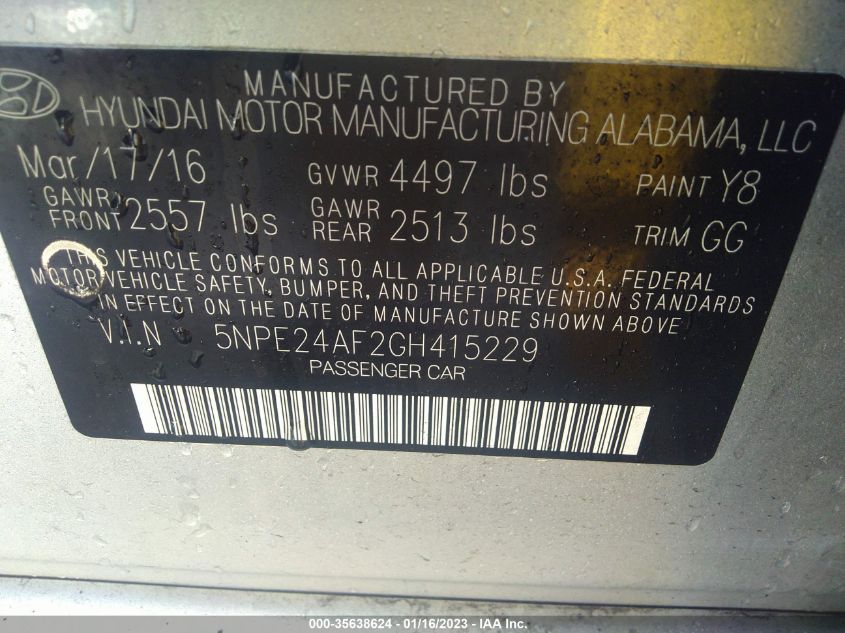 MANUFACTURED BY
HYUNDAI MOTOR MANUFACTURING ALABAMA, LLC
Mar/17/16 GVWR 4497 lbs PAINT Y8
GAWR FRONT 2557 lbs GAWR REAR 2513 lbs TRIM GG
THIS VEHICLE CONFORMS TO ALL APPLICABLE U.S.A. FEDERAL
MOTOR VEHICLE SAFETY, BUMPER, AND THEFT PREVENTION STANDARDS
IN EFFECT ON THE DATE OF MANUFACTURE SHOWN ABOVE.
V.I.N 5NPE24AF2GH415229
PASSENGER CAR
000-35638624 - 01/16/2023 - IAA Inc.